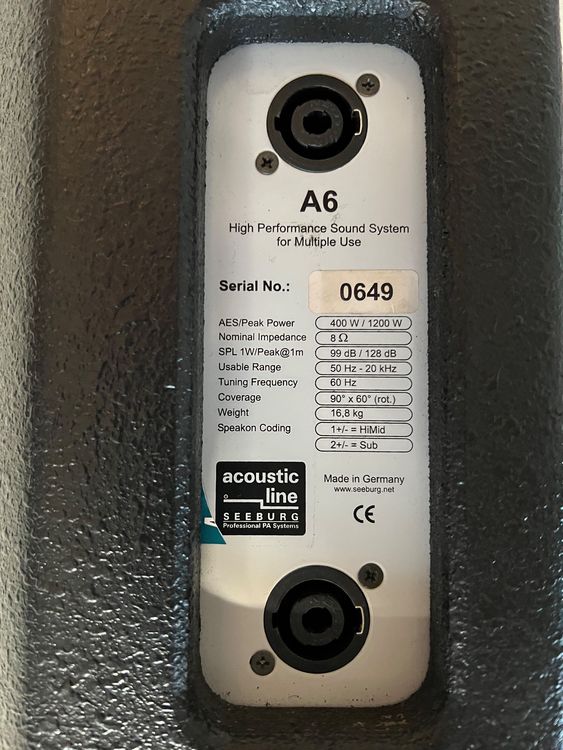 A6
High Performance Sound System
for Multiple Use
Serial No.: 0649
AES/Peak Power 400 W / 1200 W
Nominal Impedance 8 Ω
SPL 1W/Peak@1m 99 dB / 128 dB
Usable Range 50 Hz - 20 kHz
Tuning Frequency 60 Hz
Coverage 90° x 60° (rot.)
Weight 16,8 kg
Speakon Coding 1+/- = HiMid
2+/- = Sub
acoustic
line
SEEBURG
Professional PA Systems
Made in Germany
www.seeburg.net
CE